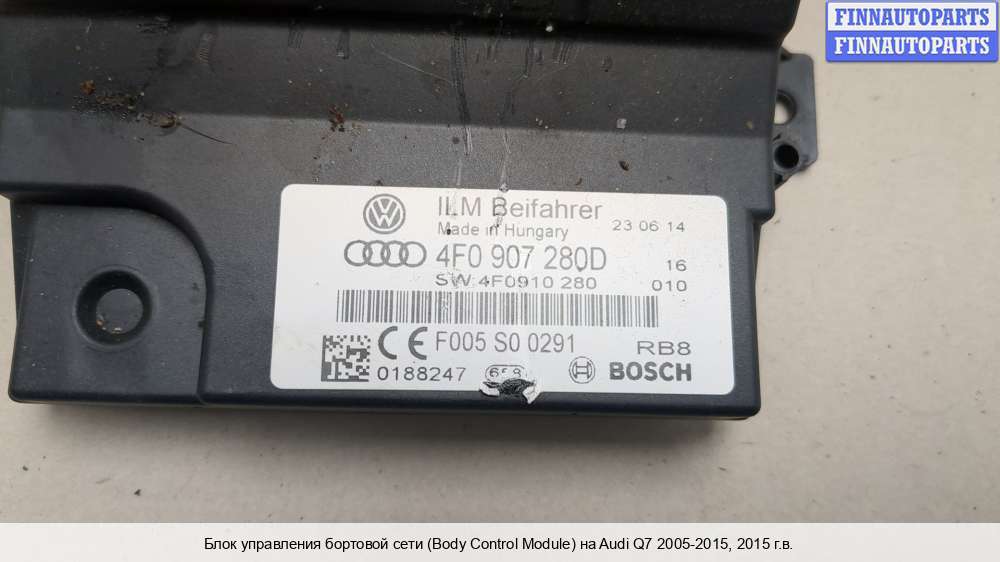 FINNAUTOPARTS
FINNAUTOPARTS
ILM Beifahrer
Made in Hungary
23 06 14
4F0 907 280D
16
SW 4F0910 280
010
CE F005 S0 0291
RB8
0188247
BOSCH
Блок управления бортовой сети (Body Control Module) на Audi Q7 2005-2015, 2015 г.в.